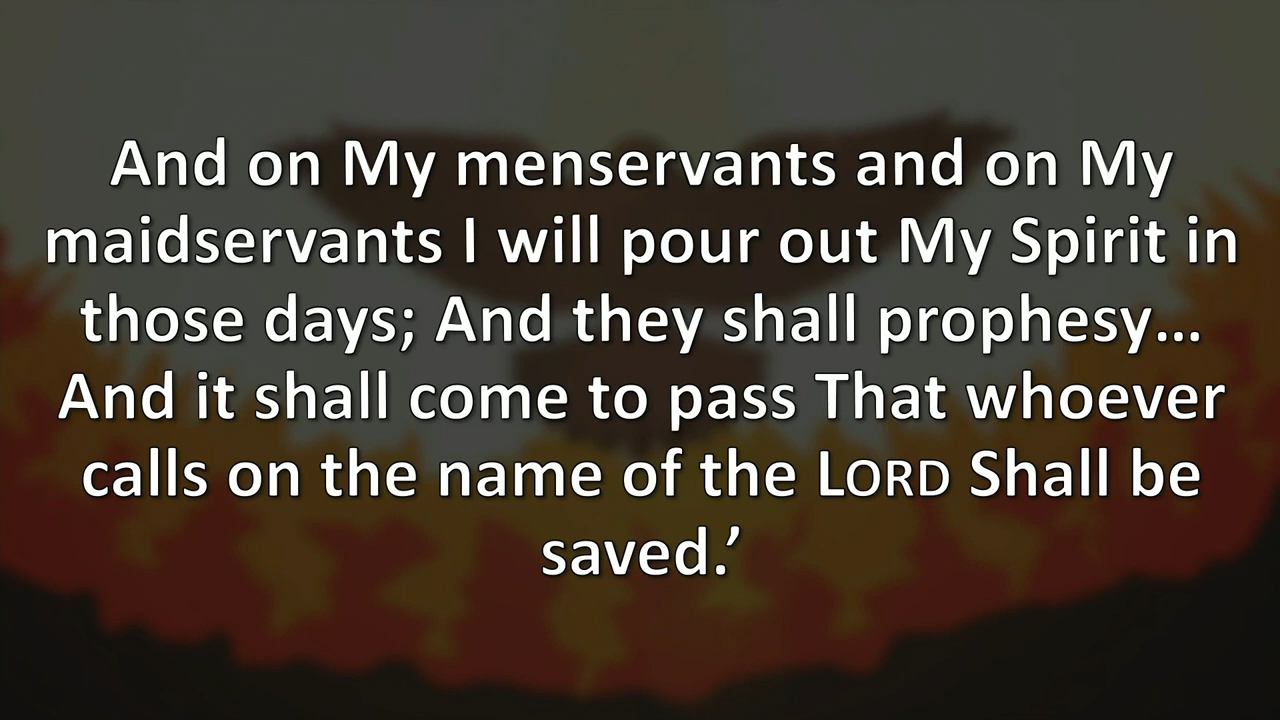 And on My menservants and on My
maidservants I will pour out My Spirit in
those days; And they shall prophesy…
And it shall come to pass That whoever
calls on the name of the LORD Shall be
saved.’